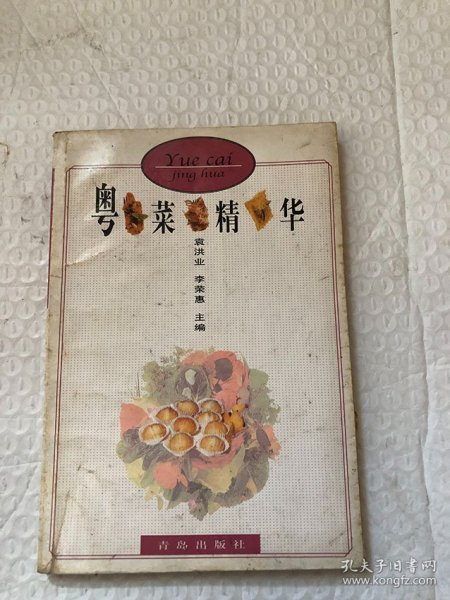 Yue cai
jing hua
粤菜精华
袁洪业 李荣惠 主编
青岛出版社
孔夫子旧书网
www.kongfz.com